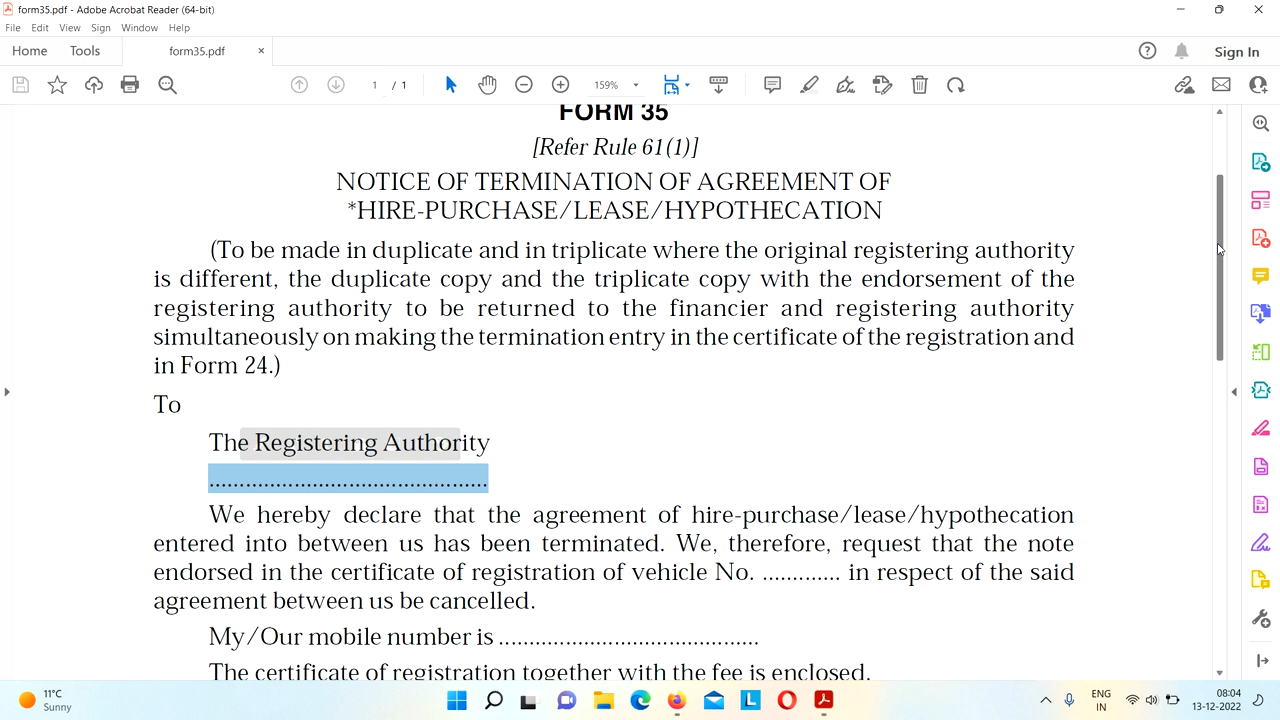 form35.pdf - Adobe Acrobat Reader (64-bit)
File Edit View Sign Window Help
Home Tools form35.pdf × Sign In
1 / 1 159%
FORM 35
[Refer Rule 61(1)]
NOTICE OF TERMINATION OF AGREEMENT OF
*HIRE-PURCHASE/LEASE/HYPOTHECATION
(To be made in duplicate and in triplicate where the original registering authority
is different, the duplicate copy and the triplicate copy with the endorsement of the
registering authority to be returned to the financier and registering authority
simultaneously on making the termination entry in the certificate of the registration and
in Form 24.)
To
The Registering Authority
..............................................
We hereby declare that the agreement of hire-purchase/lease/hypothecation
entered into between us has been terminated. We, therefore, request that the note
endorsed in the certificate of registration of vehicle No. ............. in respect of the said
agreement between us be cancelled.
My/Our mobile number is ...........................................
The certificate of registration together with the fee is enclosed.
11°C
Sunny
ENG
IN
08:04
13-12-2022